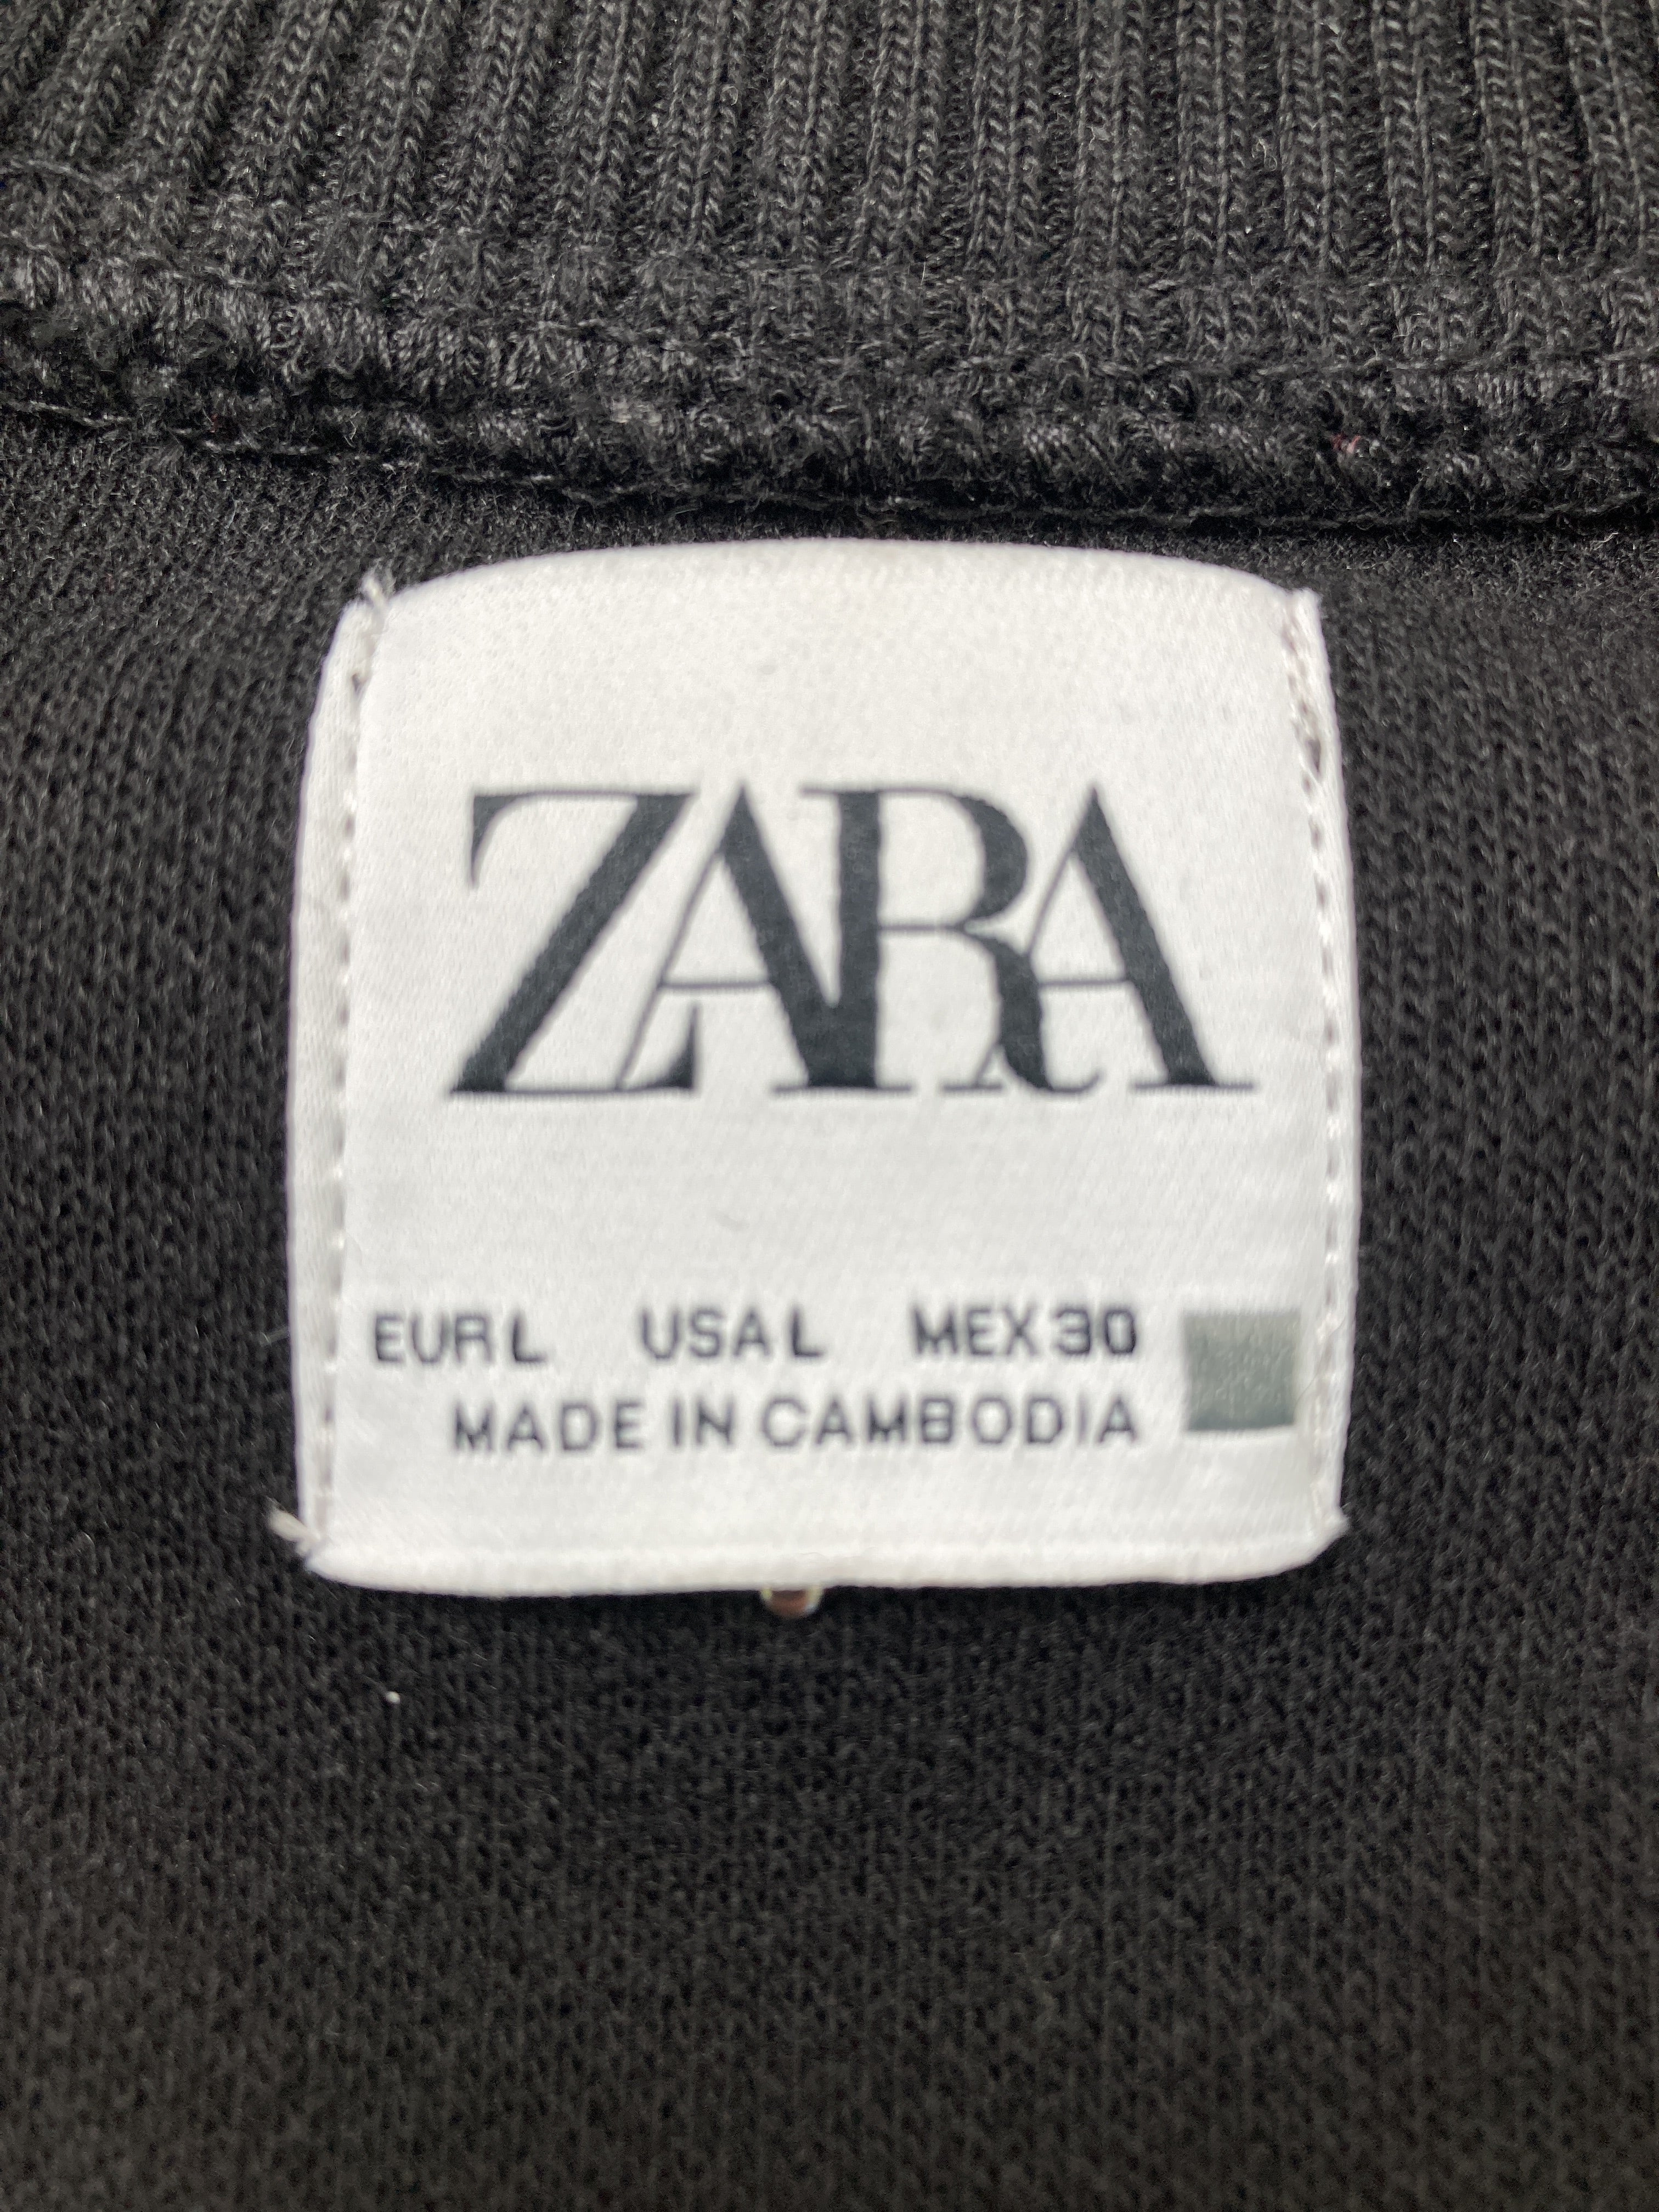 ZARA
EUR L USA L MEX 30
MADE IN CAMBODIA